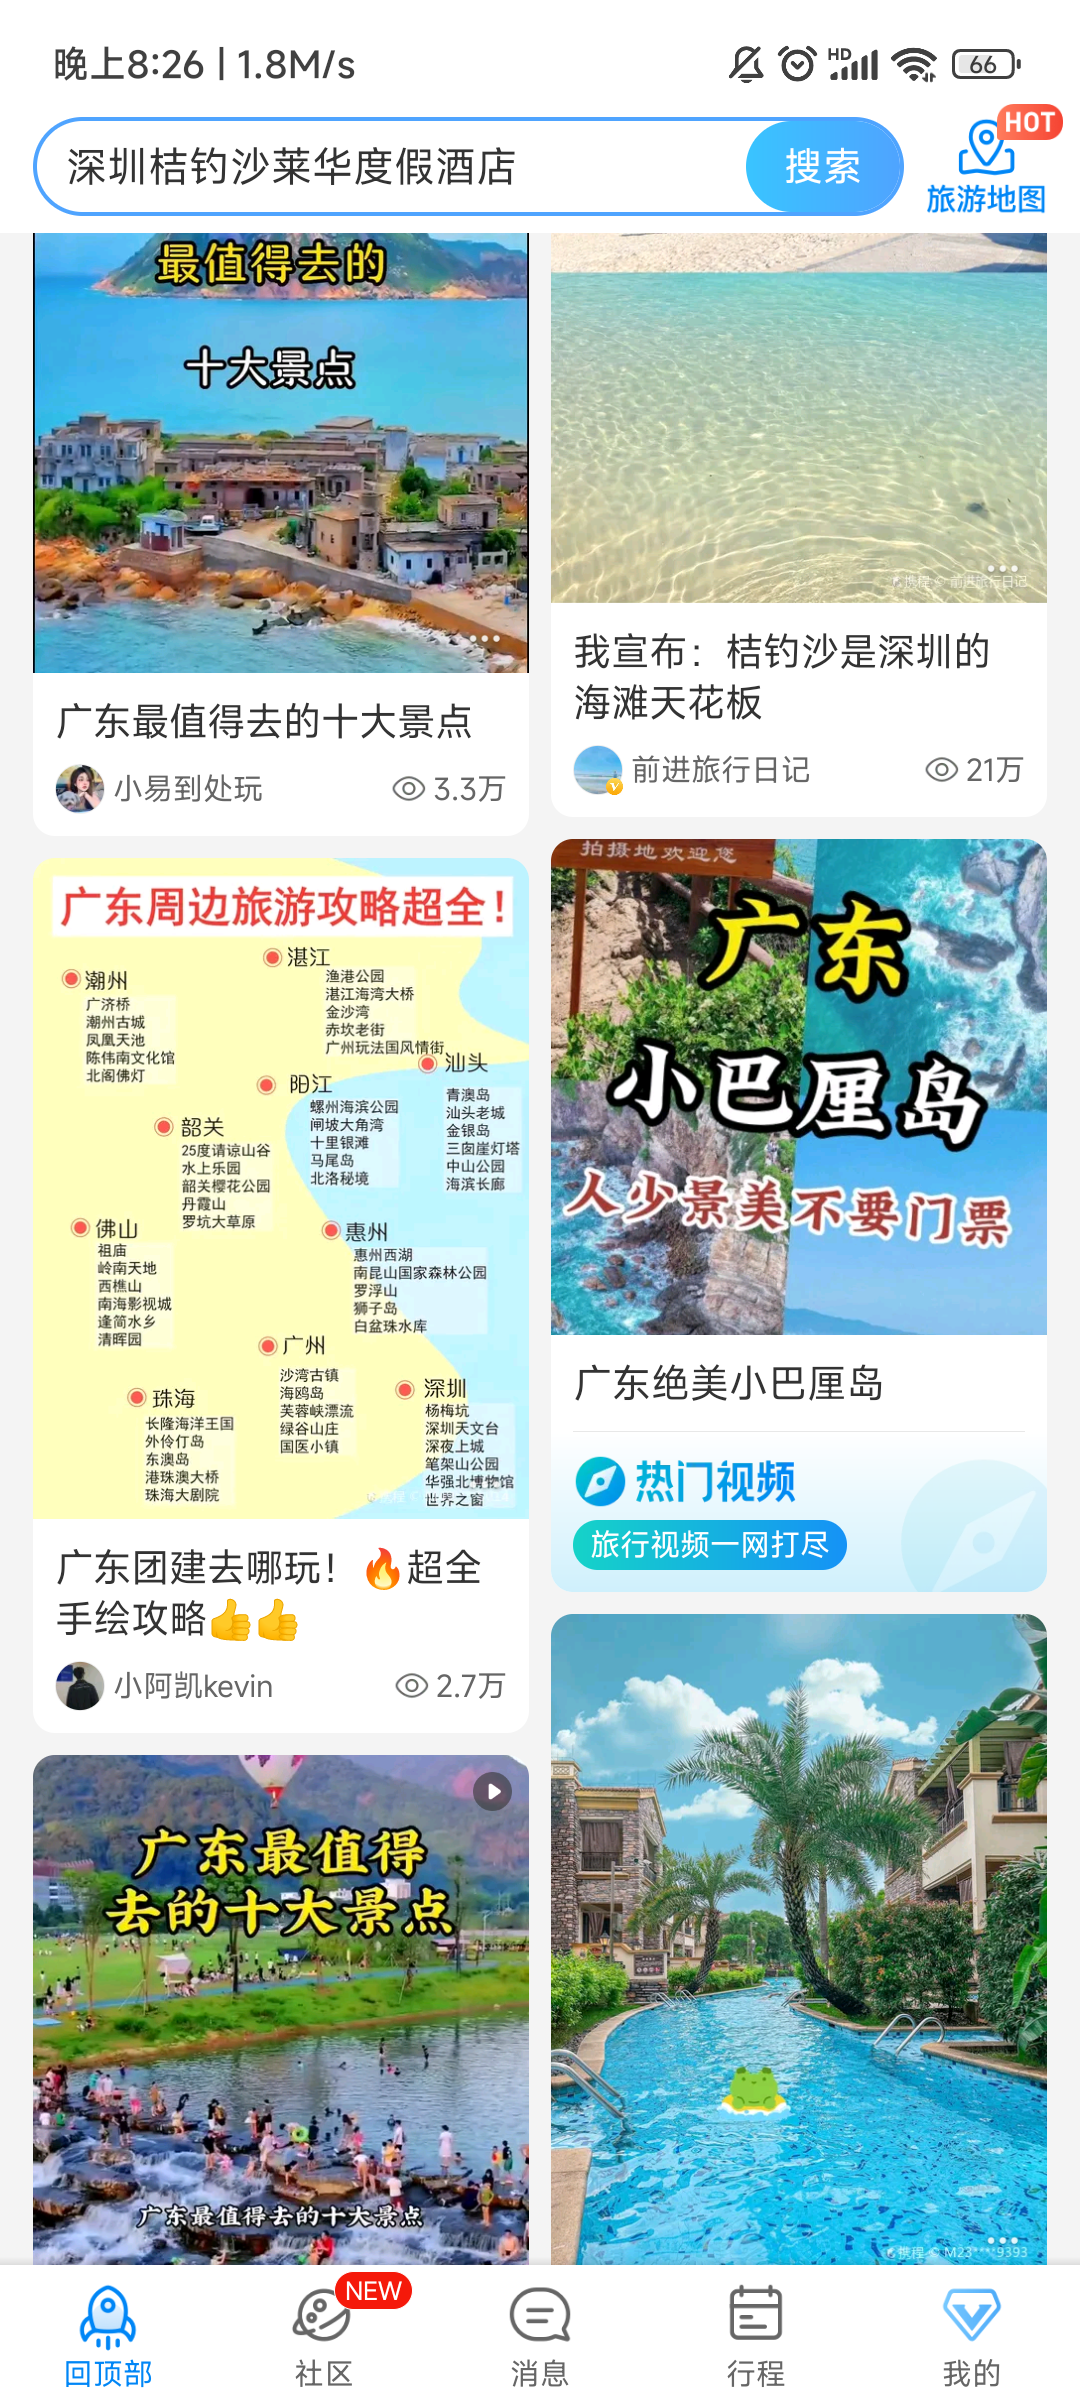 晚上8:26 | 1.8M/s
HD
66
深圳桔钓沙莱华度假酒店
搜索
HOT
旅游地图
最值得去的
十大景点
广东最值得去的十大景点
小易到处玩
3.3万
携程 © 前进旅行日记
我宣布：桔钓沙是深圳的
海滩天花板
前进旅行日记
21万
广东周边旅游攻略超全！
潮州
广济桥
潮州古城
凤凰天池
陈伟南文化馆
北阁佛灯
湛江
渔港公园
湛江海湾大桥
金沙湾
赤坎老街
广州玩法国风情街
汕头
青澳岛
汕头老城
金银岛
三囱崖灯塔
中山公园
海滨长廊
阳江
螺州海滨公园
闸坡大角湾
十里银滩
马尾岛
北洛秘境
韶关
25度请谅山谷
水上乐园
韶关樱花公园
丹霞山
罗坑大草原
佛山
祖庙
岭南天地
西樵山
南海影视城
逢简水乡
清晖园
惠州
惠州西湖
南昆山国家森林公园
罗浮山
狮子岛
白盆珠水库
广州
沙湾古镇
海鸥岛
芙蓉峡漂流
绿谷山庄
国医小镇
深圳
杨梅坑
深圳天文台
深夜上城
笔架山公园
华强北博物馆
世界之窗
珠海
长隆海洋王国
外伶仃岛
东澳岛
港珠澳大桥
珠海大剧院
广东团建去哪玩！🔥超全
手绘攻略👍👍
小阿凯kevin
2.7万
拍摄地欢迎您
广东
小巴厘岛
人少景美不要门票
广东绝美小巴厘岛
热门视频
旅行视频一网打尽
广东最值得
去的十大景点
广东最值得去的十大景点
携程 © M23****9393
回顶部
NEW
社区
消息
行程
我的